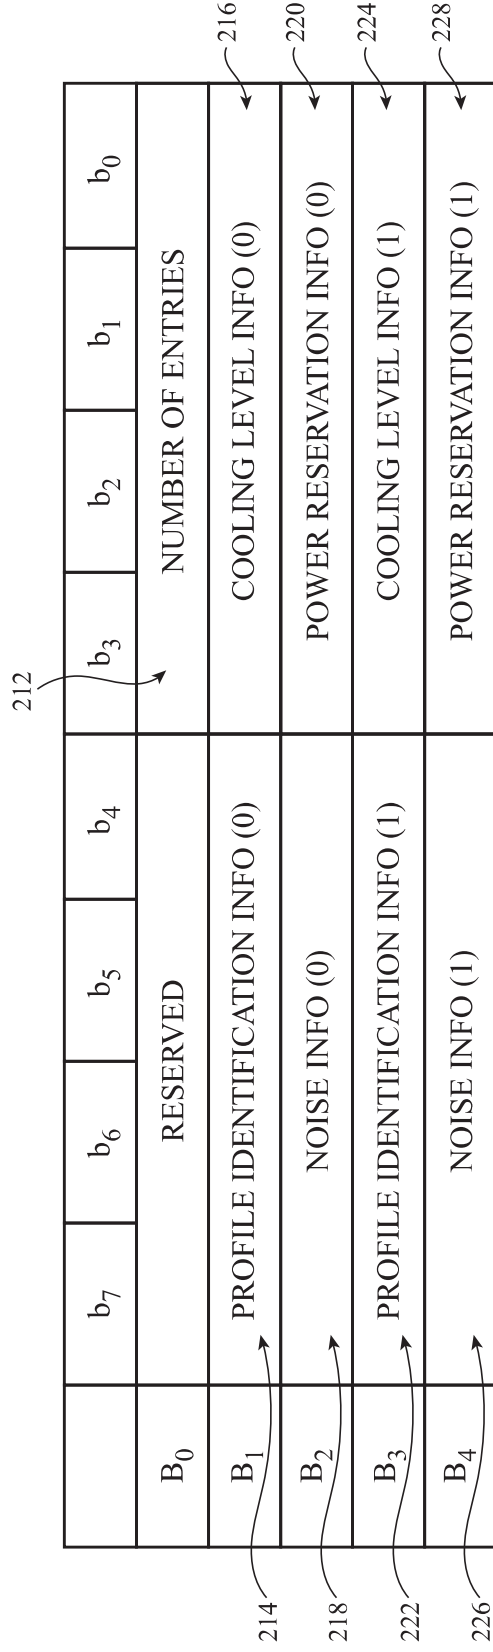 212
b7 b6 b5 b4 b3 b2 b1 b0
B0 RESERVED NUMBER OF ENTRIES
214 B1 PROFILE IDENTIFICATION INFO (0) COOLING LEVEL INFO (0) 216
218 B2 NOISE INFO (0) POWER RESERVATION INFO (0) 220
222 B3 PROFILE IDENTIFICATION INFO (1) COOLING LEVEL INFO (1) 224
226 B4 NOISE INFO (1) POWER RESERVATION INFO (1) 228